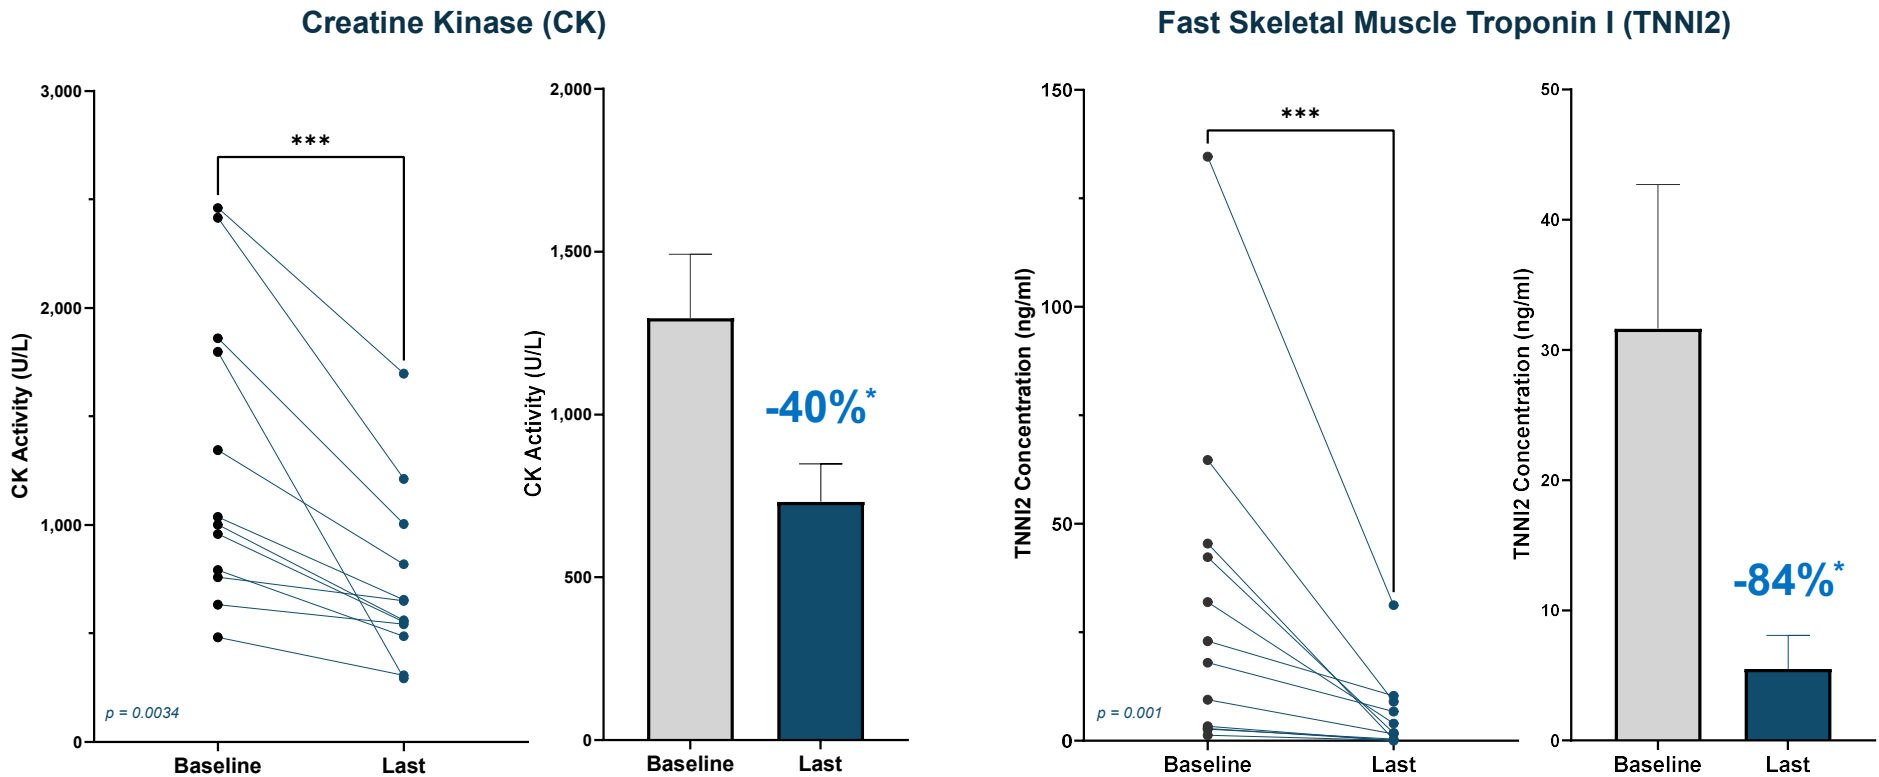 Creatine Kinase (CK)
CK Activity (U/L)
3,000
2,000
1,000
0
***
p = 0.0034
Baseline
Last
CK Activity (U/L)
2,000
1,500
1,000
500
0
-40%*
Baseline
Last
Fast Skeletal Muscle Troponin I (TNNI2)
TNNI2 Concentration (ng/ml)
150
100
50
0
***
p = 0.001
Baseline
Last
TNNI2 Concentration (ng/ml)
50
40
30
20
10
0
-84%*
Baseline
Last